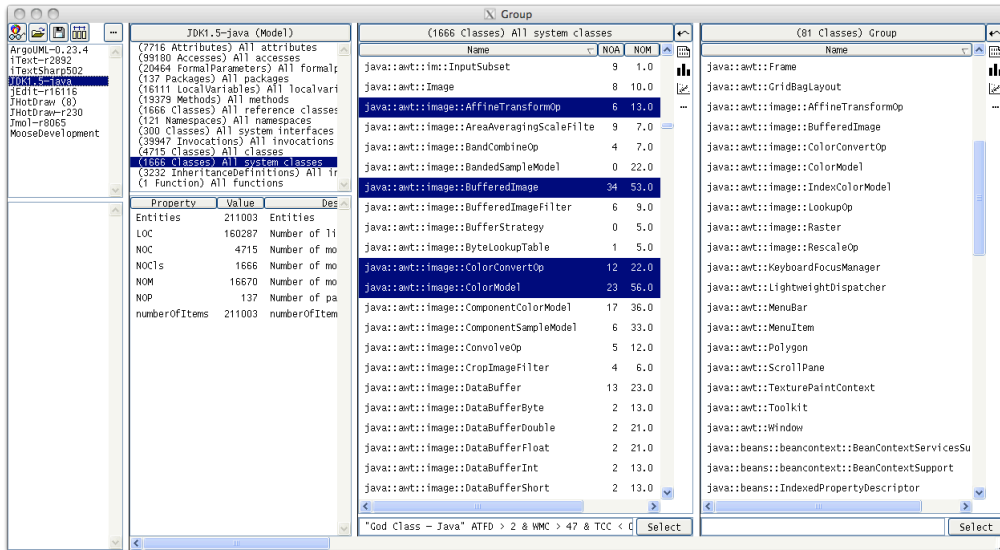 Group
...
ArgoUML-0.23.4
iText-r2892
iTextSharp502
JDK1.5-java
jEdit-r16116
JHotDraw (8)
JHotDraw-r230
Jmol-r8065
MooseDevelopment
JDK1.5-java (Model)
(7716 Attributes) All attributes
(99180 Accesses) All accesses
(20464 FormalParameters) All formalp
(137 Packages) All packages
(16111 LocalVariables) All localvari
(19379 Methods) All methods
(1666 Classes) All reference classes
(121 Namespaces) All namespaces
(300 Classes) All system interfaces
(39947 Invocations) All invocations
(4715 Classes) All classes
(1666 Classes) All system classes
(3232 InheritanceDefinitions) All in
(1 Function) All functions
Property Value Des
Entities 211003 Entities
LOC 160287 Number of li
NOC 4715 Number of mo
NOCls 1666 Number of mo
NOM 16670 Number of mo
NOP 137 Number of pa
numberOfItems 211003 numberOfItem
(1666 Classes) All system classes
Name NOA NOM
java::awt::im::InputSubset 9 1.0
java::awt::Image 8 10.0
java::awt::image::AffineTransformOp 6 13.0
java::awt::image::AreaAveragingScaleFilte 9 7.0
java::awt::image::BandCombineOp 4 7.0
java::awt::image::BandedSampleModel 0 22.0
java::awt::image::BufferedImage 34 53.0
java::awt::image::BufferedImageFilter 6 9.0
java::awt::image::BufferStrategy 0 5.0
java::awt::image::ByteLookupTable 1 5.0
java::awt::image::ColorConvertOp 12 22.0
java::awt::image::ColorModel 23 56.0
java::awt::image::ComponentColorModel 17 36.0
java::awt::image::ComponentSampleModel 6 33.0
java::awt::image::ConvolveOp 5 12.0
java::awt::image::CropImageFilter 4 6.0
java::awt::image::DataBuffer 13 23.0
java::awt::image::DataBufferByte 2 13.0
java::awt::image::DataBufferDouble 2 21.0
java::awt::image::DataBufferFloat 2 21.0
java::awt::image::DataBufferInt 2 13.0
java::awt::image::DataBufferShort 2 13.0
"God Class - Java" ATFD > 2 & WMC > 47 & TCC < 0 Select
...
(81 Classes) Group
Name
java::awt::Frame
java::awt::GridBagLayout
java::awt::image::AffineTransformOp
java::awt::image::BufferedImage
java::awt::image::ColorConvertOp
java::awt::image::ColorModel
java::awt::image::IndexColorModel
java::awt::image::LookupOp
java::awt::image::Raster
java::awt::image::RescaleOp
java::awt::KeyboardFocusManager
java::awt::LightweightDispatcher
java::awt::MenuBar
java::awt::MenuItem
java::awt::Polygon
java::awt::ScrollPane
java::awt::TexturePaintContext
java::awt::Toolkit
java::awt::Window
java::beans::beancontext::BeanContextServicesSu
java::beans::beancontext::BeanContextSupport
java::beans::IndexedPropertyDescriptor
Select
...